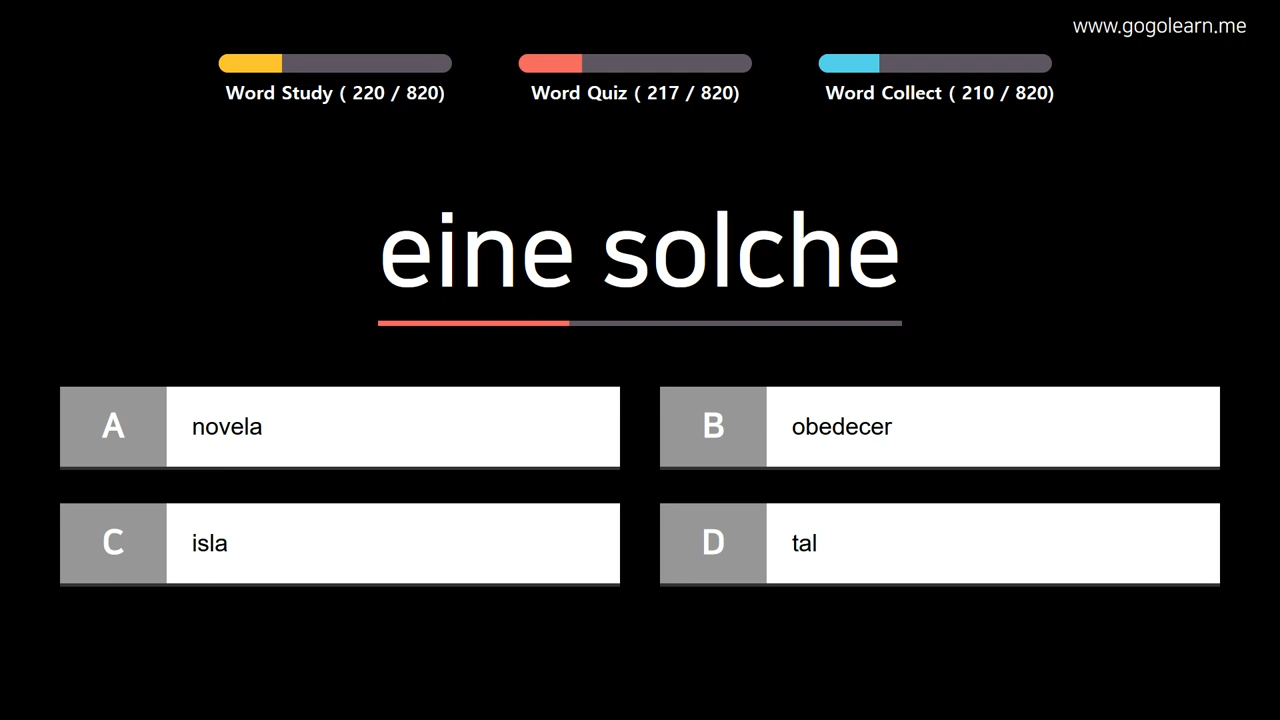 www.gogolearn.me
Word Study ( 220 / 820)
Word Quiz ( 217 / 820)
Word Collect ( 210 / 820)
eine solche
A novela
B obedecer
C isla
D tal